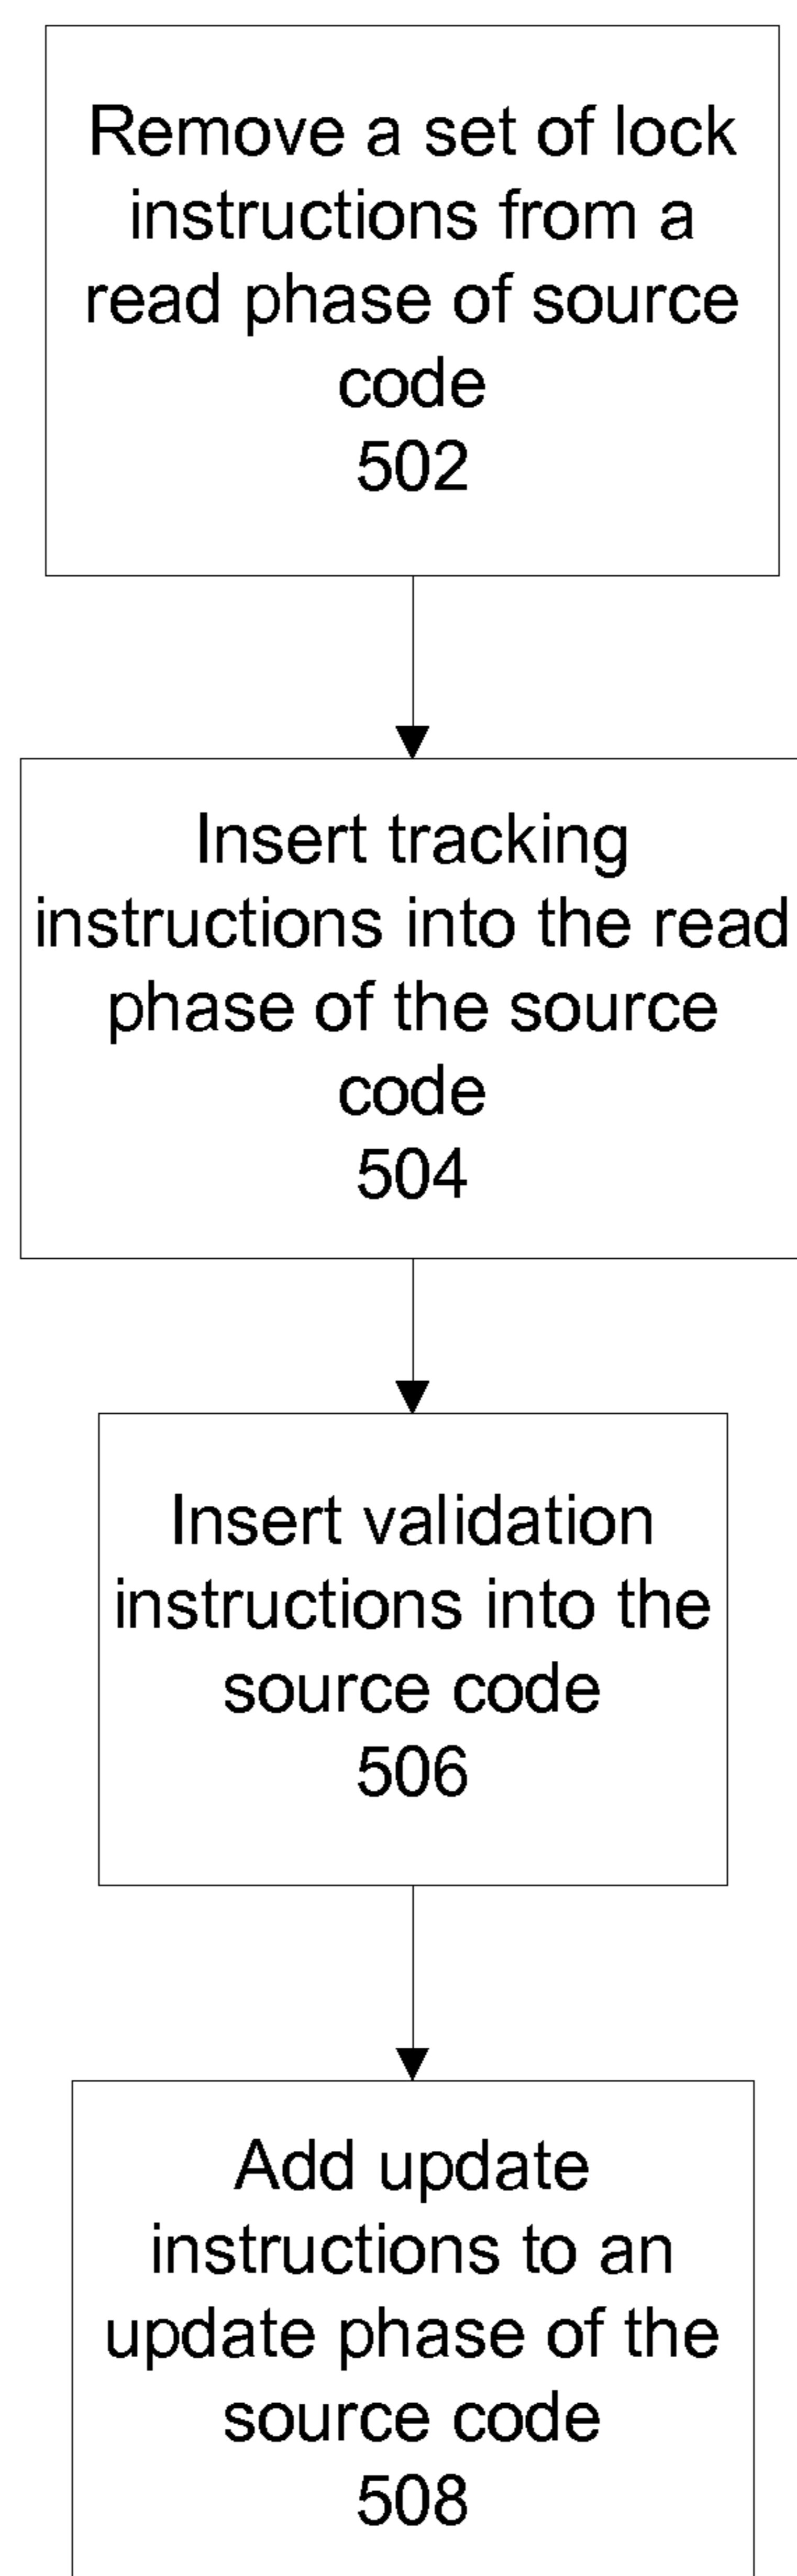 Remove a set of lock
instructions from a
read phase of source
code
502
Insert tracking
instructions into the read
phase of the source
code
504
Insert validation
instructions into the
source code
506
Add update
instructions to an
update phase of the
source code
508